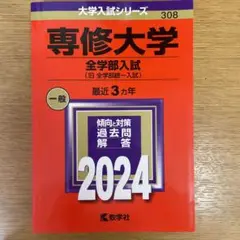 大学入試シリーズ
308
専修大学
全学部入試
〈旧 全学部統一入試〉
一般
最近3カ年
傾向と対策
過去問
解答
2024
教学社